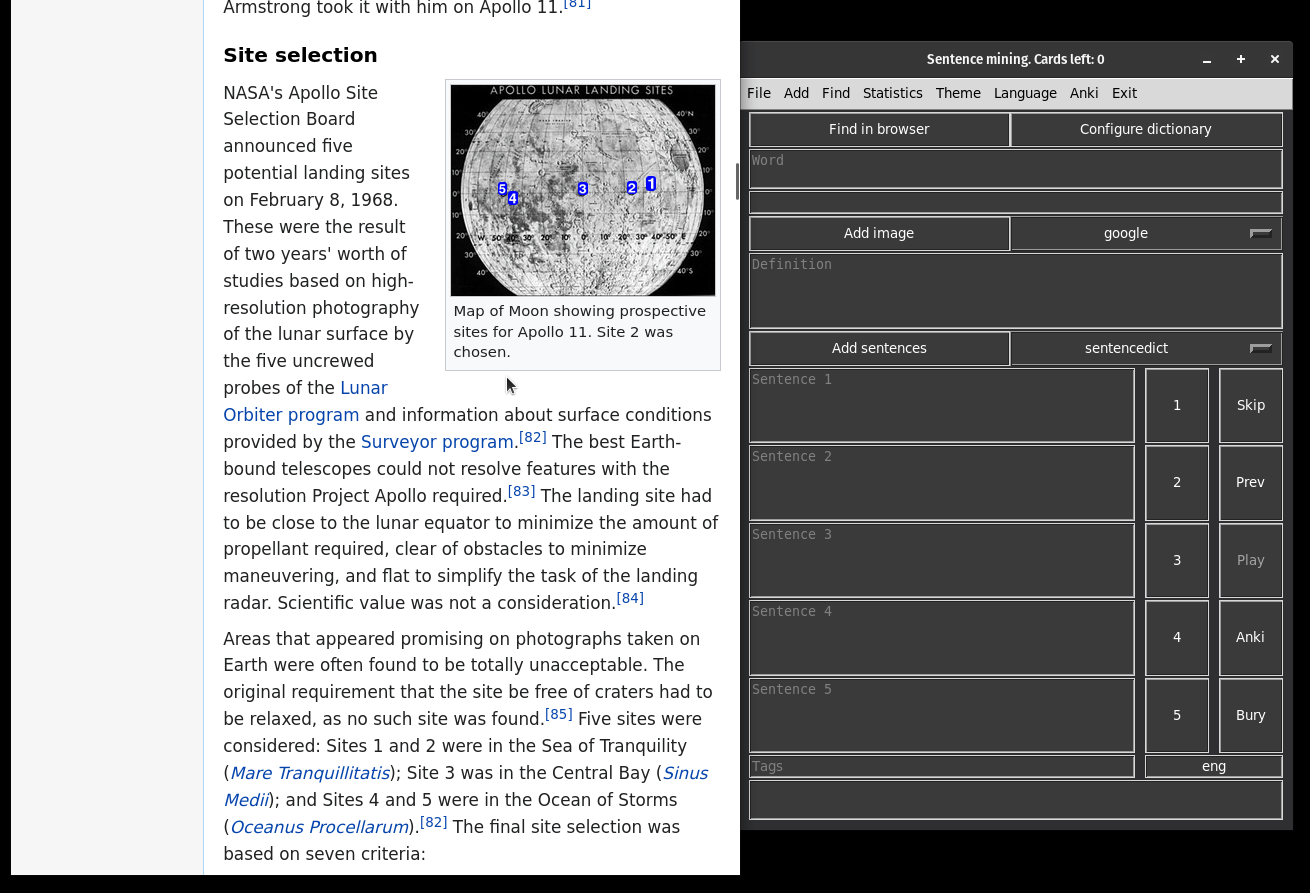 Armstrong took it with him on Apollo 11.[81]
Site selection
NASA's Apollo Site
Selection Board
announced five
potential landing sites
on February 8, 1968.
These were the result
of two years' worth of
studies based on high-
resolution photography
of the lunar surface by
the five uncrewed
probes of the Lunar
Orbiter program and information about surface conditions
provided by the Surveyor program.[82] The best Earth-
bound telescopes could not resolve features with the
resolution Project Apollo required.[83] The landing site had
to be close to the lunar equator to minimize the amount of
propellant required, clear of obstacles to minimize
maneuvering, and flat to simplify the task of the landing
radar. Scientific value was not a consideration.[84]
APOLLO LUNAR LANDING SITES
5
4
3
2
1
Map of Moon showing prospective
sites for Apollo 11. Site 2 was
chosen.
Areas that appeared promising on photographs taken on
Earth were often found to be totally unacceptable. The
original requirement that the site be free of craters had to
be relaxed, as no such site was found.[85] Five sites were
considered: Sites 1 and 2 were in the Sea of Tranquility
(Mare Tranquillitatis); Site 3 was in the Central Bay (Sinus
Medii); and Sites 4 and 5 were in the Ocean of Storms
(Oceanus Procellarum).[82] The final site selection was
based on seven criteria:
Sentence mining. Cards left: 0
File Add Find Statistics Theme Language Anki Exit
Find in browser Configure dictionary
Word
Add image google
Definition
Add sentences sentencedict
Sentence 1 1 Skip
Sentence 2 2 Prev
Sentence 3 3 Play
Sentence 4 4 Anki
Sentence 5 5 Bury
Tags eng